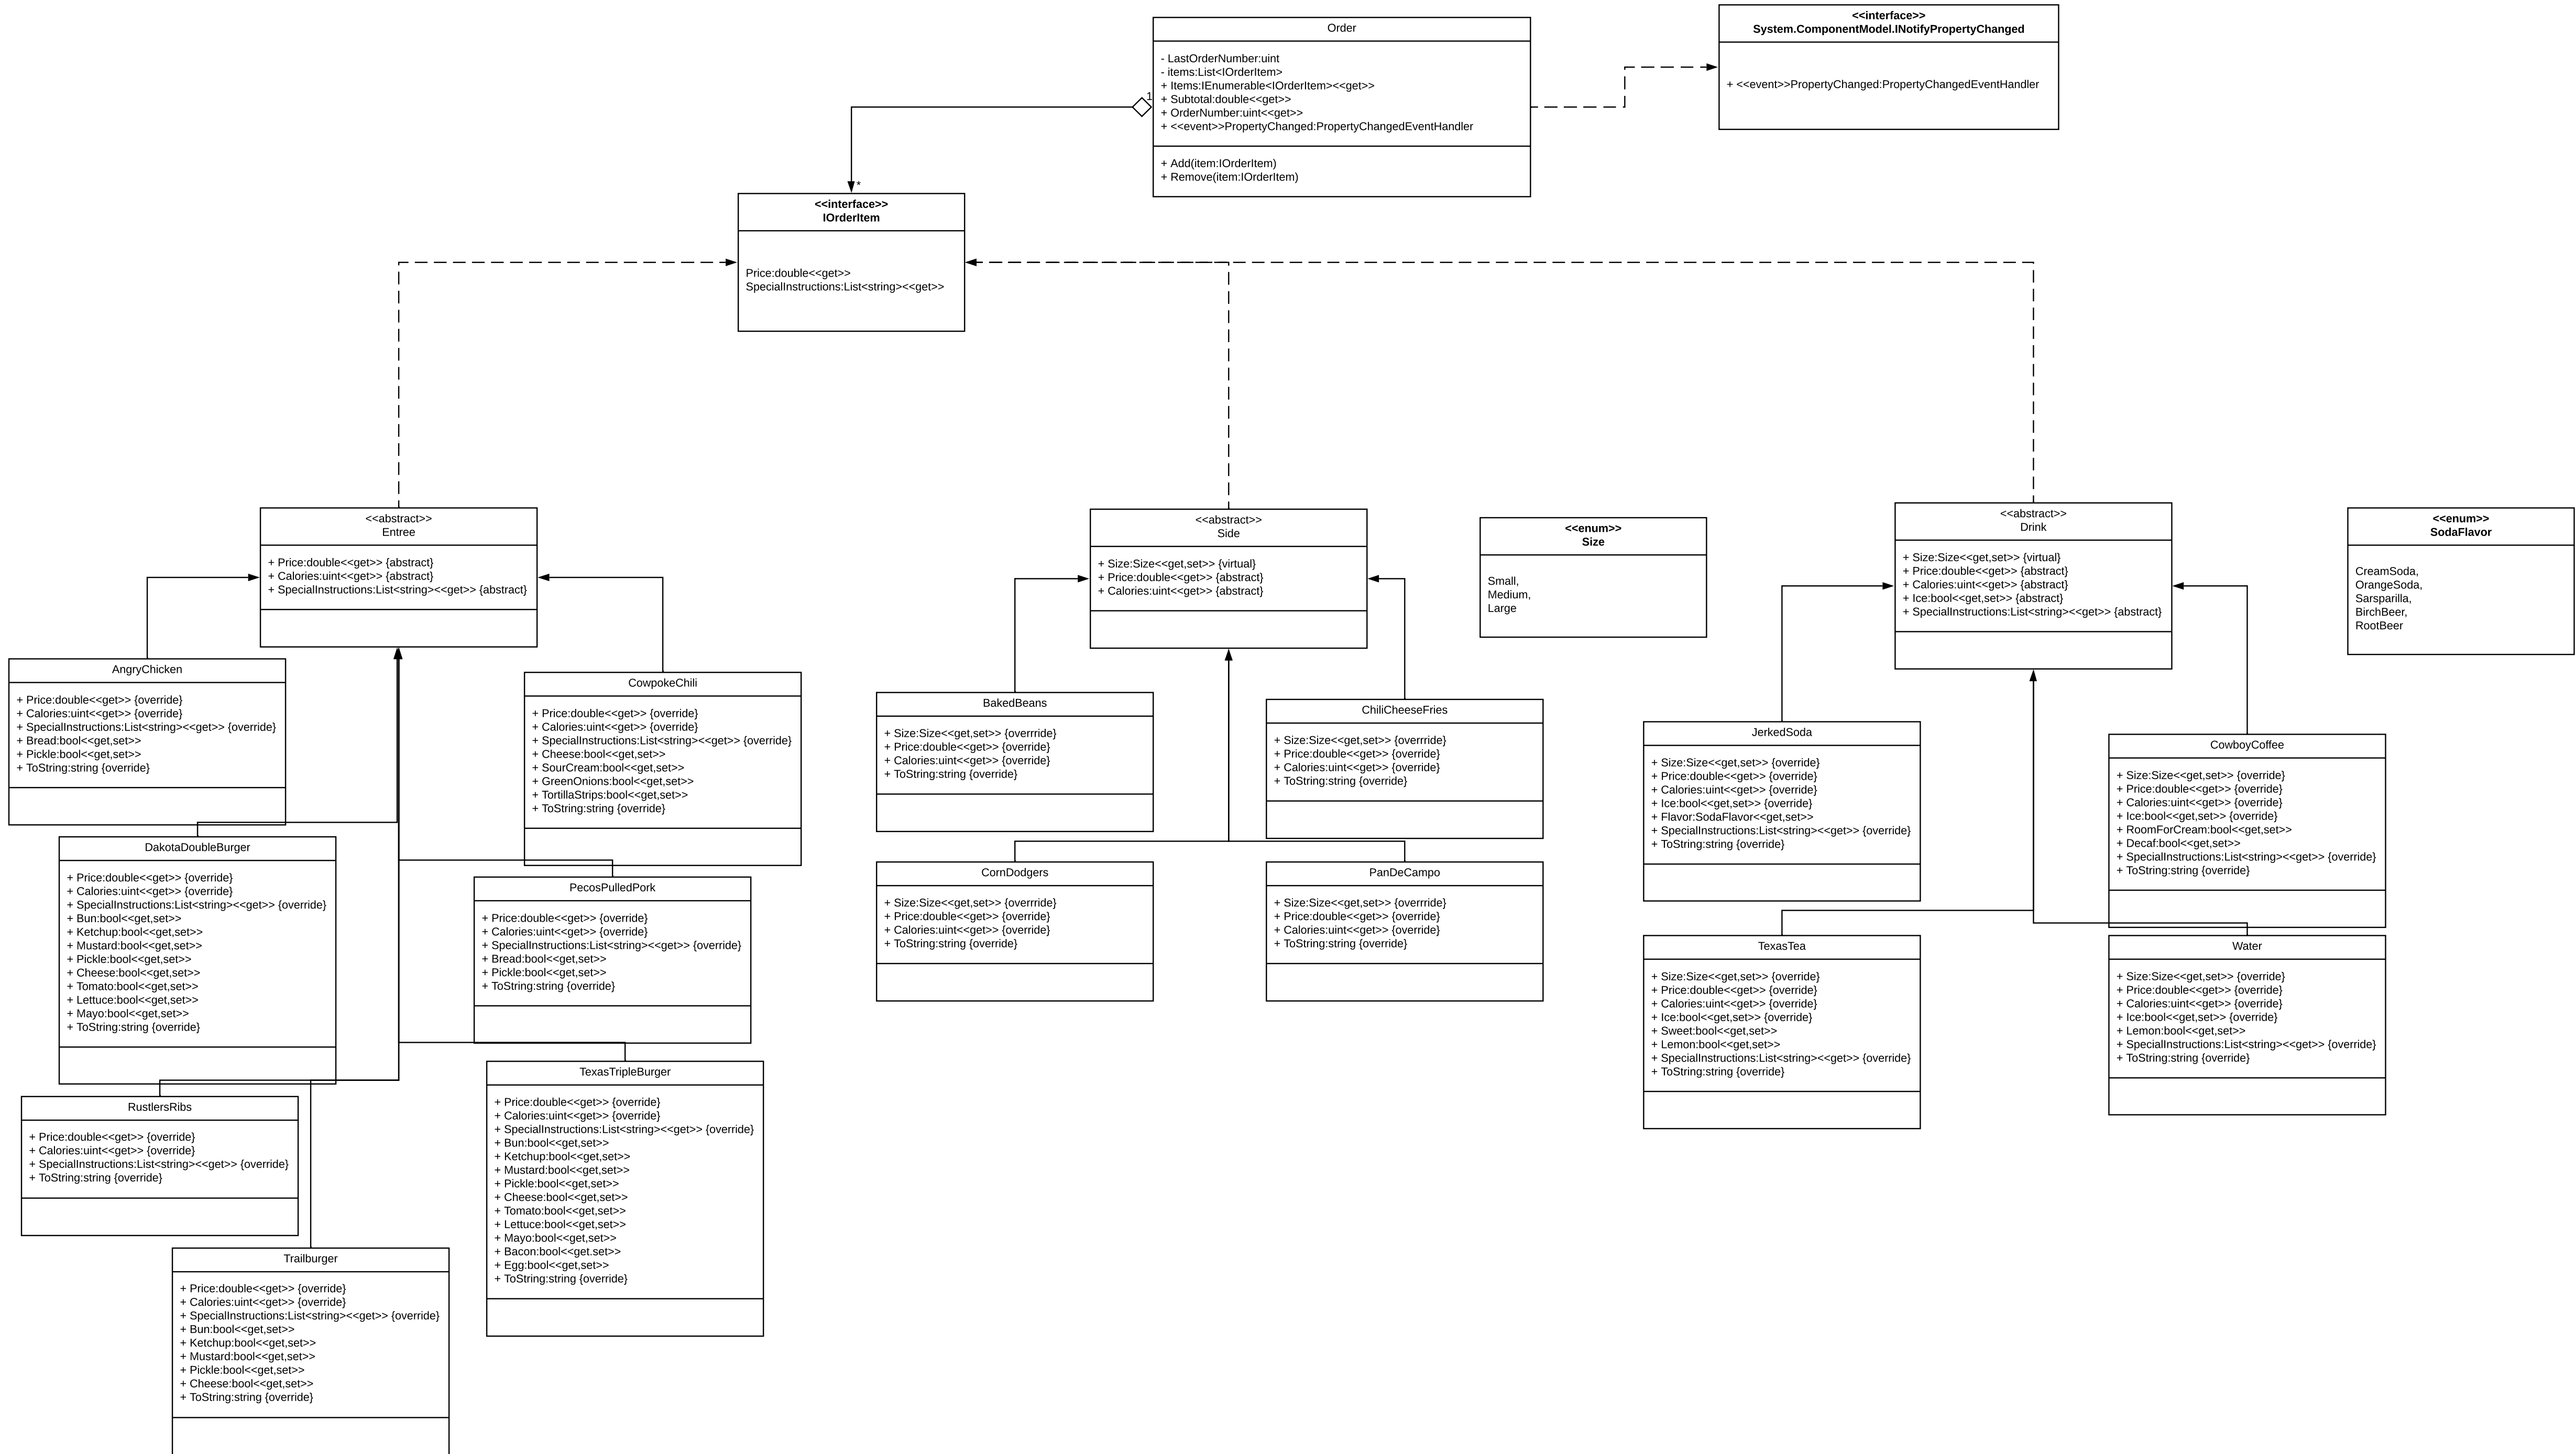 Order
- LastOrderNumber:uint
- items:List<IOrderItem>
+ Items:IEnumerable<IOrderItem><<get>>
+ Subtotal:double<<get>>
+ OrderNumber:uint<<get>>
+ <<event>>PropertyChanged:PropertyChangedEventHandler
+ Add(item:IOrderItem)
+ Remove(item:IOrderItem)
<<interface>>
System.ComponentModel.INotifyPropertyChanged
+ <<event>>PropertyChanged:PropertyChangedEventHandler
1
*
<<interface>>
IOrderItem
Price:double<<get>>
SpecialInstructions:List<string><<get>>
<<abstract>>
Entree
+ Price:double<<get>> {abstract}
+ Calories:uint<<get>> {abstract}
+ SpecialInstructions:List<string><<get>> {abstract}
<<abstract>>
Side
+ Size:Size<<get,set>> {virtual}
+ Price:double<<get>> {abstract}
+ Calories:uint<<get>> {abstract}
<<enum>>
Size
Small,
Medium,
Large
<<abstract>>
Drink
+ Size:Size<<get,set>> {virtual}
+ Price:double<<get>> {abstract}
+ Calories:uint<<get>> {abstract}
+ Ice:bool<<get,set>> {abstract}
+ SpecialInstructions:List<string><<get>> {abstract}
<<enum>>
SodaFlavor
CreamSoda,
OrangeSoda,
Sarsparilla,
BirchBeer,
RootBeer
AngryChicken
+ Price:double<<get>> {override}
+ Calories:uint<<get>> {override}
+ SpecialInstructions:List<string><<get>> {override}
+ Bread:bool<<get,set>>
+ Pickle:bool<<get,set>>
+ ToString:string {override}
CowpokeChili
+ Price:double<<get>> {override}
+ Calories:uint<<get>> {override}
+ SpecialInstructions:List<string><<get>> {override}
+ Cheese:bool<<get,set>>
+ SourCream:bool<<get,set>>
+ GreenOnions:bool<<get,set>>
+ TortillaStrips:bool<<get,set>>
+ ToString:string {override}
BakedBeans
+ Size:Size<<get,set>> {overrride}
+ Price:double<<get>> {override}
+ Calories:uint<<get>> {override}
+ ToString:string {override}
ChiliCheeseFries
+ Size:Size<<get,set>> {overrride}
+ Price:double<<get>> {override}
+ Calories:uint<<get>> {override}
+ ToString:string {override}
JerkedSoda
+ Size:Size<<get,set>> {override}
+ Price:double<<get>> {override}
+ Calories:uint<<get>> {override}
+ Ice:bool<<get,set>> {override}
+ Flavor:SodaFlavor<<get,set>>
+ SpecialInstructions:List<string><<get>> {override}
+ ToString:string {override}
CowboyCoffee
+ Size:Size<<get,set>> {override}
+ Price:double<<get>> {override}
+ Calories:uint<<get>> {override}
+ Ice:bool<<get,set>> {override}
+ RoomForCream:bool<<get,set>>
+ Decaf:bool<<get,set>>
+ SpecialInstructions:List<string><<get>> {override}
+ ToString:string {override}
DakotaDoubleBurger
+ Price:double<<get>> {override}
+ Calories:uint<<get>> {override}
+ SpecialInstructions:List<string><<get>> {override}
+ Bun:bool<<get,set>>
+ Ketchup:bool<<get,set>>
+ Mustard:bool<<get,set>>
+ Pickle:bool<<get,set>>
+ Cheese:bool<<get,set>>
+ Tomato:bool<<get,set>>
+ Lettuce:bool<<get,set>>
+ Mayo:bool<<get,set>>
+ ToString:string {override}
PecosPulledPork
+ Price:double<<get>> {override}
+ Calories:uint<<get>> {override}
+ SpecialInstructions:List<string><<get>> {override}
+ Bread:bool<<get,set>>
+ Pickle:bool<<get,set>>
+ ToString:string {override}
CornDodgers
+ Size:Size<<get,set>> {overrride}
+ Price:double<<get>> {override}
+ Calories:uint<<get>> {override}
+ ToString:string {override}
PanDeCampo
+ Size:Size<<get,set>> {overrride}
+ Price:double<<get>> {override}
+ Calories:uint<<get>> {override}
+ ToString:string {override}
TexasTea
+ Size:Size<<get,set>> {override}
+ Price:double<<get>> {override}
+ Calories:uint<<get>> {override}
+ Ice:bool<<get,set>> {override}
+ Sweet:bool<<get,set>>
+ Lemon:bool<<get,set>>
+ SpecialInstructions:List<string><<get>> {override}
+ ToString:string {override}
Water
+ Size:Size<<get,set>> {override}
+ Price:double<<get>> {override}
+ Calories:uint<<get>> {override}
+ Ice:bool<<get,set>> {override}
+ Lemon:bool<<get,set>>
+ SpecialInstructions:List<string><<get>> {override}
+ ToString:string {override}
RustlersRibs
+ Price:double<<get>> {override}
+ Calories:uint<<get>> {override}
+ SpecialInstructions:List<string><<get>> {override}
+ ToString:string {override}
TexasTripleBurger
+ Price:double<<get>> {override}
+ Calories:uint<<get>> {override}
+ SpecialInstructions:List<string><<get>> {override}
+ Bun:bool<<get,set>>
+ Ketchup:bool<<get,set>>
+ Mustard:bool<<get,set>>
+ Pickle:bool<<get,set>>
+ Cheese:bool<<get,set>>
+ Tomato:bool<<get,set>>
+ Lettuce:bool<<get,set>>
+ Mayo:bool<<get,set>>
+ Bacon:bool<<get.set>>
+ Egg:bool<<get,set>>
+ ToString:string {override}
Trailburger
+ Price:double<<get>> {override}
+ Calories:uint<<get>> {override}
+ SpecialInstructions:List<string><<get>> {override}
+ Bun:bool<<get,set>>
+ Ketchup:bool<<get,set>>
+ Mustard:bool<<get,set>>
+ Pickle:bool<<get,set>>
+ Cheese:bool<<get,set>>
+ ToString:string {override}